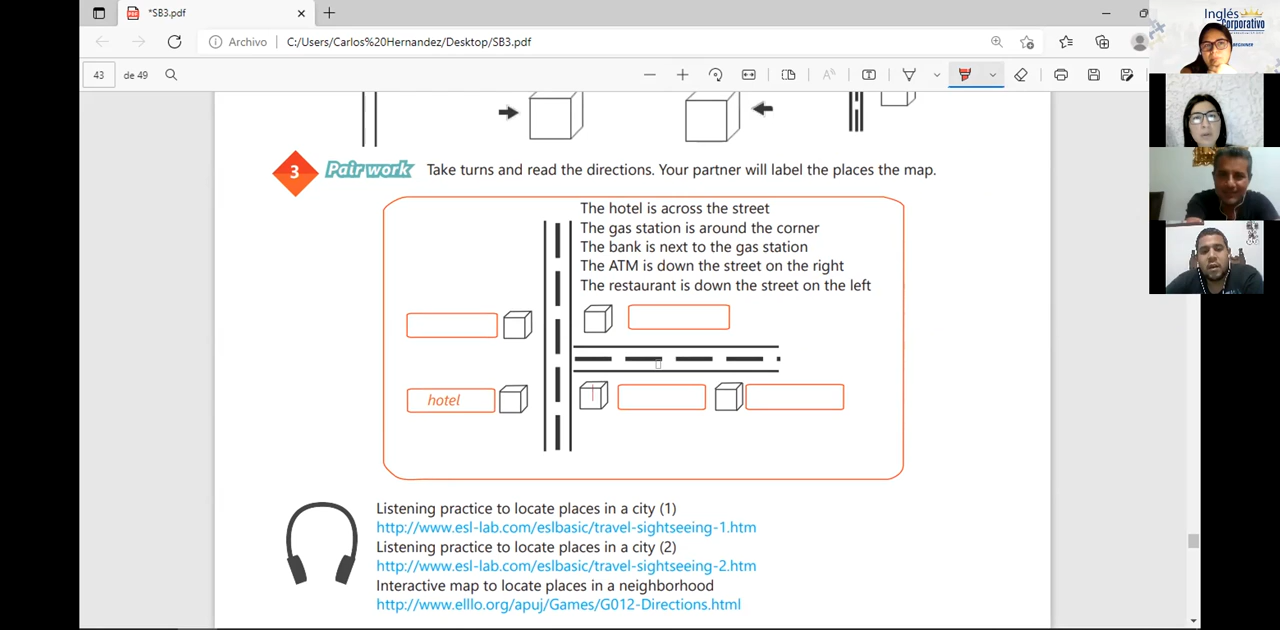 *SB3.pdf
Archivo
C:/Users/Carlos%20Hernandez/Desktop/SB3.pdf
Inglés
Corporativo
BEGINNER
43
de 49
3
Pair work
Take turns and read the directions. Your partner will label the places the map.
The hotel is across the street
The gas station is around the corner
The bank is next to the gas station
The ATM is down the street on the right
The restaurant is down the street on the left
hotel
Listening practice to locate places in a city (1)
http://www.esl-lab.com/eslbasic/travel-sightseeing-1.htm
Listening practice to locate places in a city (2)
http://www.esl-lab.com/eslbasic/travel-sightseeing-2.htm
Interactive map to locate places in a neighborhood
http://www.elllo.org/apuj/Games/G012-Directions.html